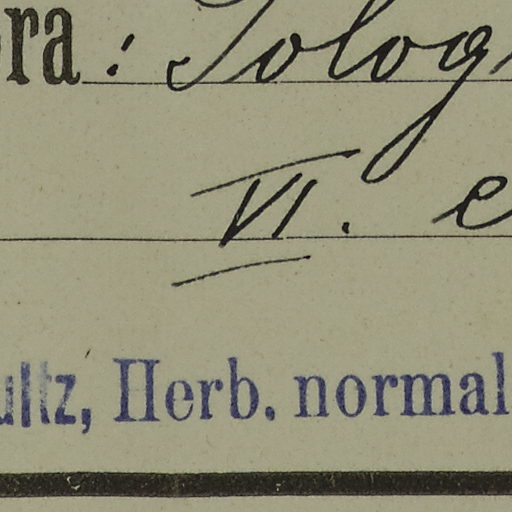 ra: Tolog
VI. e
ultz, Herb. normal